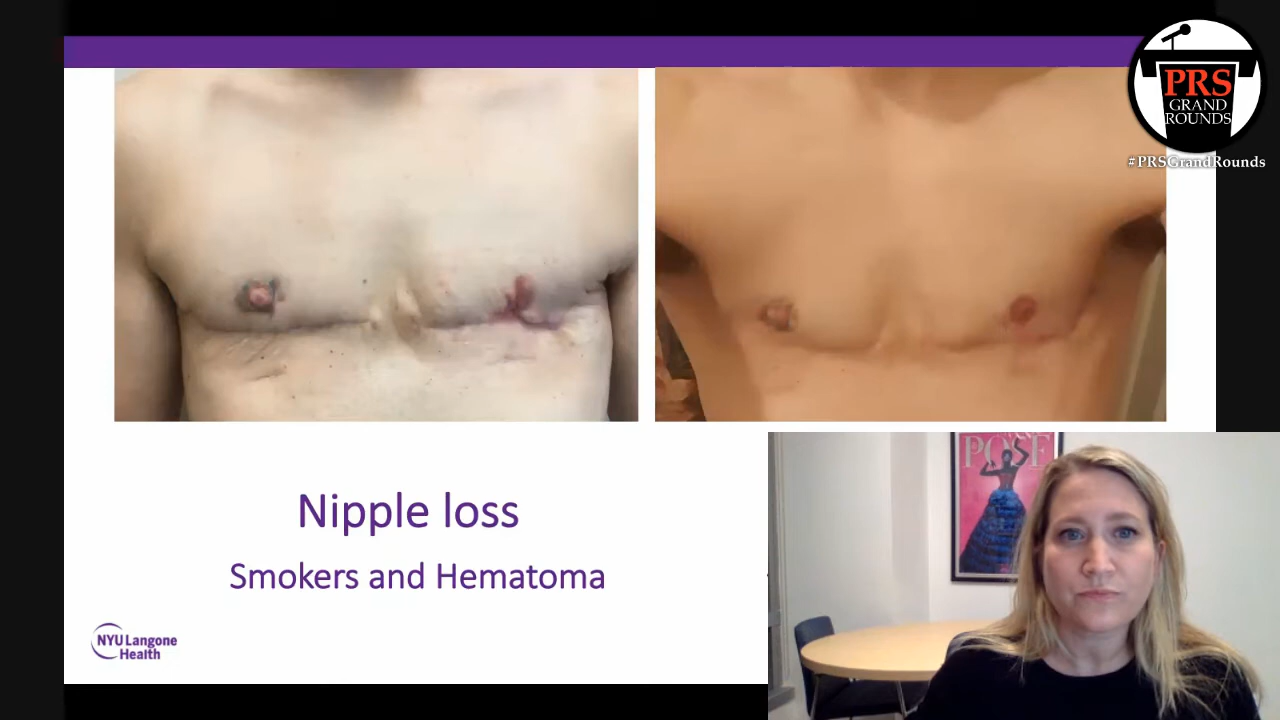 PRS
GRAND
ROUNDS
#PRSGrandRounds
Nipple loss
Smokers and Hematoma
NYU Langone
Health
POSE